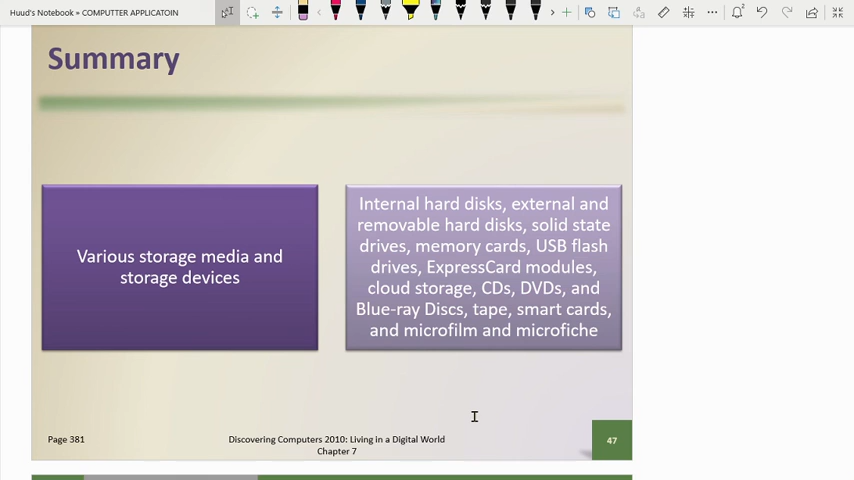 Huud's Notebook » COMPUTTER APPLICATOIN
Summary
Various storage media and
storage devices
Internal hard disks, external and
removable hard disks, solid state
drives, memory cards, USB flash
drives, ExpressCard modules,
cloud storage, CDs, DVDs, and
Blue-ray Discs, tape, smart cards,
and microfilm and microfiche
Page 381
Discovering Computers 2010: Living in a Digital World
Chapter 7
47